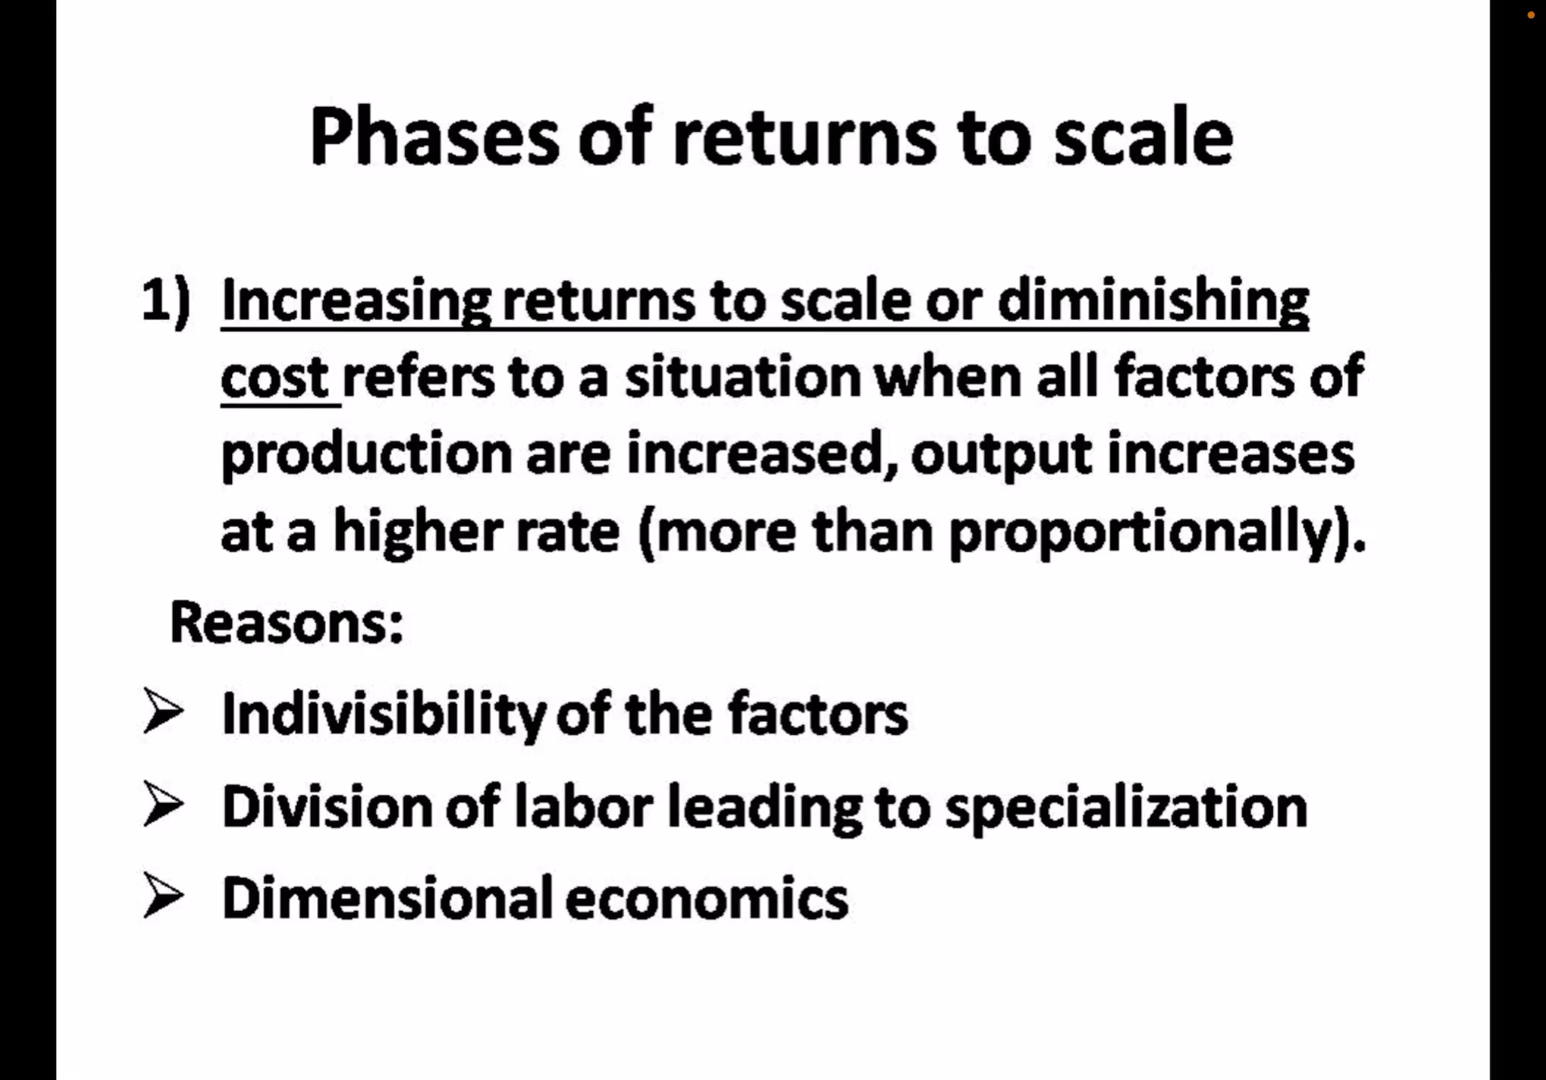 Phases of returns to scale
1) Increasing returns to scale or diminishing
cost refers to a situation when all factors of
production are increased, output increases
at a higher rate (more than proportionally).
Reasons:
➢ Indivisibility of the factors
➢ Division of labor leading to specialization
➢ Dimensional economics